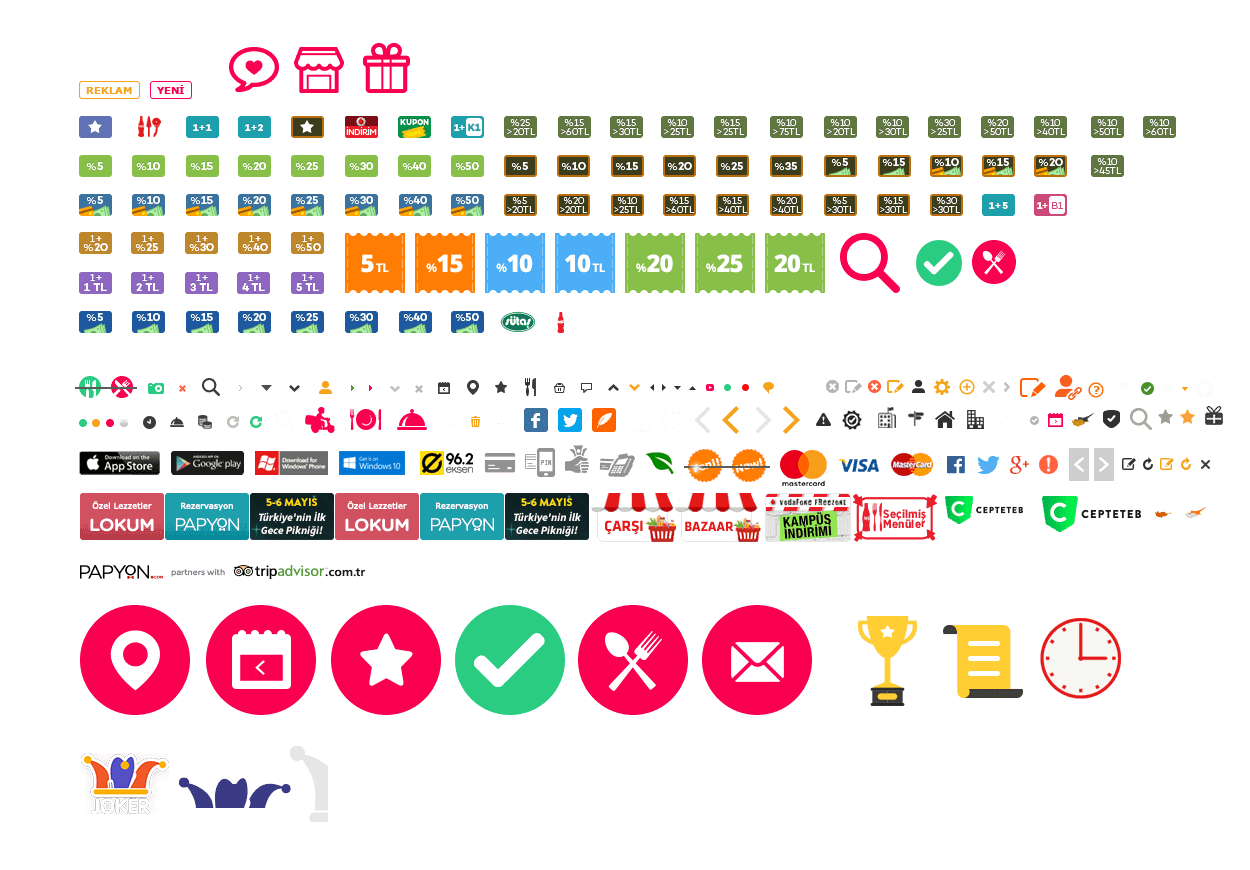 REKLAM
YENİ
1+1
1+2
İNDİRİM
KUPON
1+ K1
%25
>20TL
%15
>60TL
%15
>30TL
%10
>25TL
%15
>25TL
%10
>75TL
%10
>20TL
%10
>30TL
%30
>25TL
%20
>50TL
%10
>40TL
%10
>50TL
%10
>60TL
%5
%10
%15
%20
%25
%30
%40
%50
%5
%10
%15
%20
%25
%35
%5
%15
%10
%15
%20
%10
>45TL
%5
%10
%15
%20
%25
%30
%40
%50
%5
>20TL
%20
>20TL
%10
>25TL
%15
>60TL
%15
>40TL
%20
>40TL
%5
>30TL
%15
>30TL
%30
>30TL
1+5
1+ B1
1+
%20
1+
%25
1+
%30
1+
%40
1+
%50
5 TL
%15
%10
10 TL
%20
%25
20 TL
1+
1 TL
1+
2 TL
1+
3 TL
1+
4 TL
1+
5 TL
%5
%10
%15
%20
%25
%30
%40
%50
sütaş
Download on the
App Store
ANDROID APP ON
Google play
Download for
Windows Phone
Get it on
Windows 10
96.2
eksen
PIN
mastercard
VISA
MasterCard
g+
Özel Lezzetler
LOKUM
Rezervasyon
PAPYON
5-6 MAYIS
Türkiye'nin İlk
Gece Pikniği!
Özel Lezzetler
LOKUM
Rezervasyon
PAPYON
5-6 MAYIS
Türkiye'nin İlk
Gece Pikniği!
ÇARŞI
BAZAAR
VODAFONE FREEZONE
KAMPÜS
İNDİRİMİ
Seçilmiş
Menüler
CEPTETEB
CEPTETEB
PAPYON.COM
partners with
tripadvisor.com.tr
JOKER